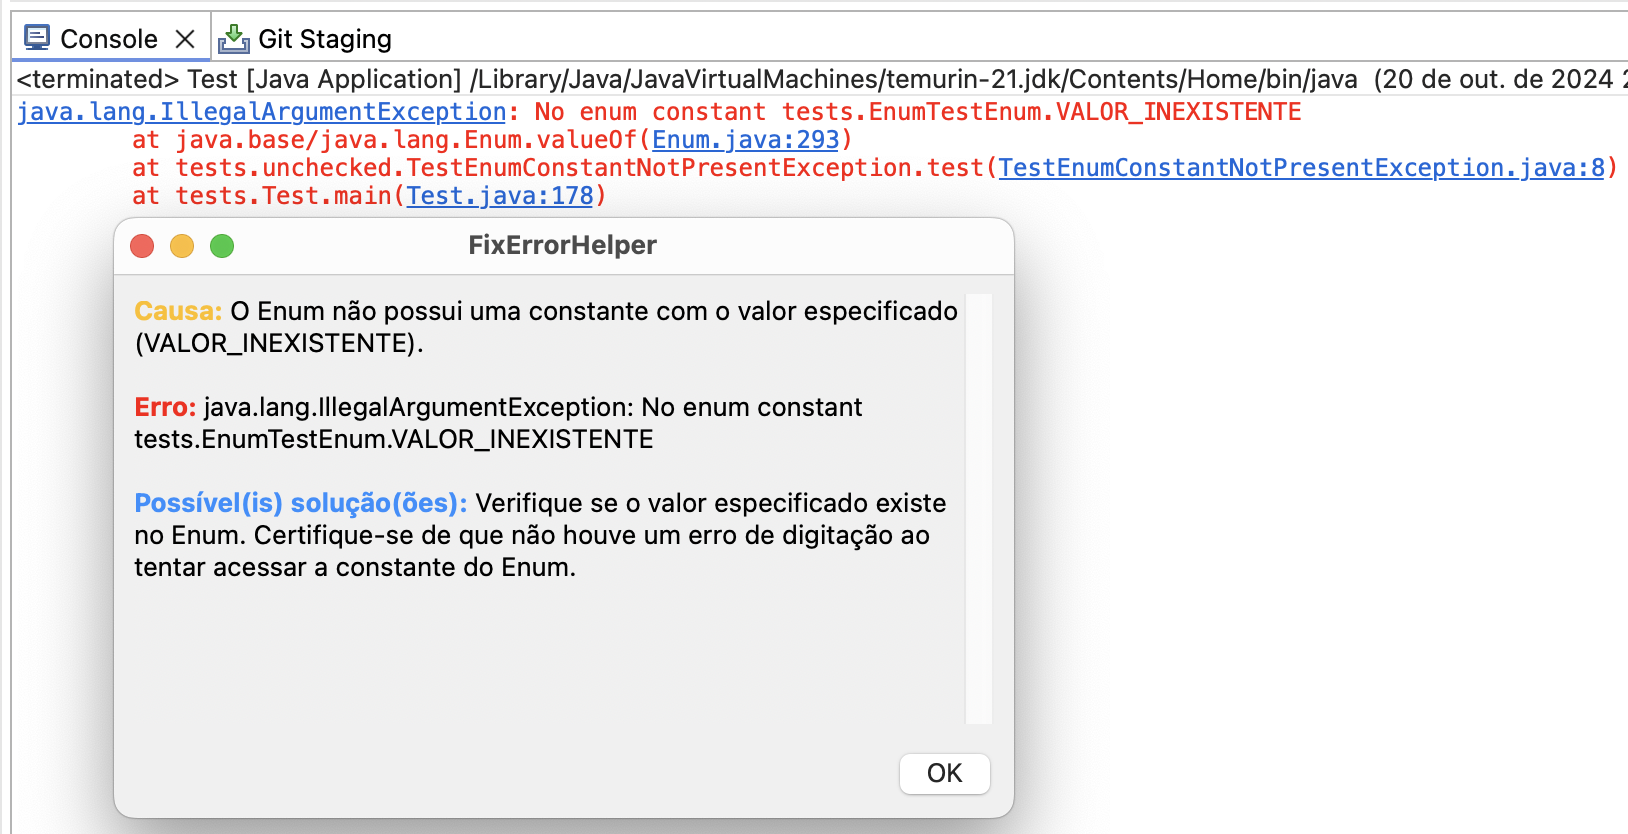 Console
Git Staging
<terminated> Test [Java Application] /Library/Java/JavaVirtualMachines/temurin-21.jdk/Contents/Home/bin/java  (20 de out. de 2024
java.lang.IllegalArgumentException: No enum constant tests.EnumTestEnum.VALOR_INEXISTENTE
at java.base/java.lang.Enum.valueOf(Enum.java:293)
at tests.unchecked.TestEnumConstantNotPresentException.test(TestEnumConstantNotPresentException.java:8)
at tests.Test.main(Test.java:178)
FixErrorHelper
Causa: O Enum não possui uma constante com o valor especificado
(VALOR_INEXISTENTE).
Erro: java.lang.IllegalArgumentException: No enum constant
tests.EnumTestEnum.VALOR_INEXISTENTE
Possível(is) solução(ões): Verifique se o valor especificado existe
no Enum. Certifique-se de que não houve um erro de digitação ao
tentar acessar a constante do Enum.
OK